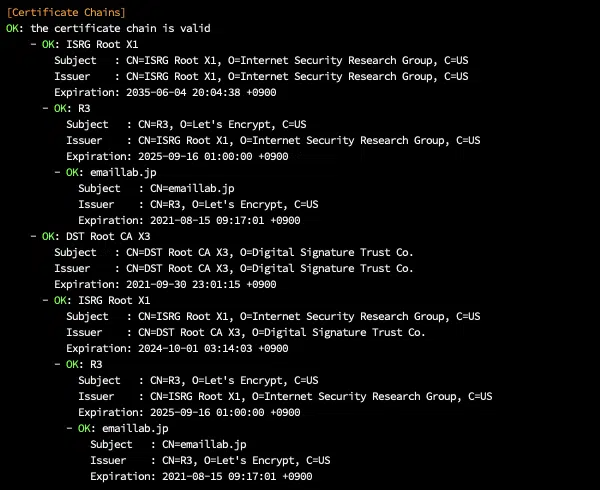 [Certificate Chains]
OK: the certificate chain is valid
- OK: ISRG Root X1
Subject : CN=ISRG Root X1, O=Internet Security Research Group, C=US
Issuer : CN=ISRG Root X1, O=Internet Security Research Group, C=US
Expiration: 2035-06-04 20:04:38 +0900
- OK: R3
Subject : CN=R3, O=Let's Encrypt, C=US
Issuer : CN=ISRG Root X1, O=Internet Security Research Group, C=US
Expiration: 2025-09-16 01:00:00 +0900
- OK: emaillab.jp
Subject : CN=emaillab.jp
Issuer : CN=R3, O=Let's Encrypt, C=US
Expiration: 2021-08-15 09:17:01 +0900
- OK: DST Root CA X3
Subject : CN=DST Root CA X3, O=Digital Signature Trust Co.
Issuer : CN=DST Root CA X3, O=Digital Signature Trust Co.
Expiration: 2021-09-30 23:01:15 +0900
- OK: ISRG Root X1
Subject : CN=ISRG Root X1, O=Internet Security Research Group, C=US
Issuer : CN=DST Root CA X3, O=Digital Signature Trust Co.
Expiration: 2024-10-01 03:14:03 +0900
- OK: R3
Subject : CN=R3, O=Let's Encrypt, C=US
Issuer : CN=ISRG Root X1, O=Internet Security Research Group, C=US
Expiration: 2025-09-16 01:00:00 +0900
- OK: emaillab.jp
Subject : CN=emaillab.jp
Issuer : CN=R3, O=Let's Encrypt, C=US
Expiration: 2021-08-15 09:17:01 +0900